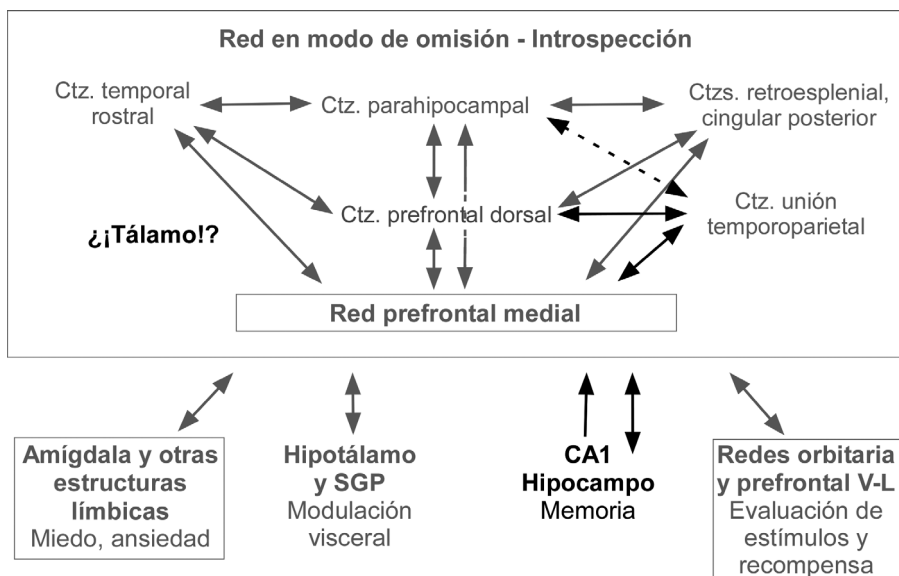 Red en modo de omisión - Introspección
Ctz. temporal
rostral
Ctz. parahipocampal
Ctzs. retroesplenial,
cingular posterior
Ctz. prefrontal dorsal
Ctz. unión
temporoparietal
¿¡Tálamo!?
Red prefrontal medial
Amígdala y otras
estructuras
límbicas
Miedo, ansiedad
Hipotálamo
y SGP
Modulación
visceral
CA1
Hipocampo
Memoria
Redes orbitaria
y prefrontal V-L
Evaluación de
estímulos y
recompensa